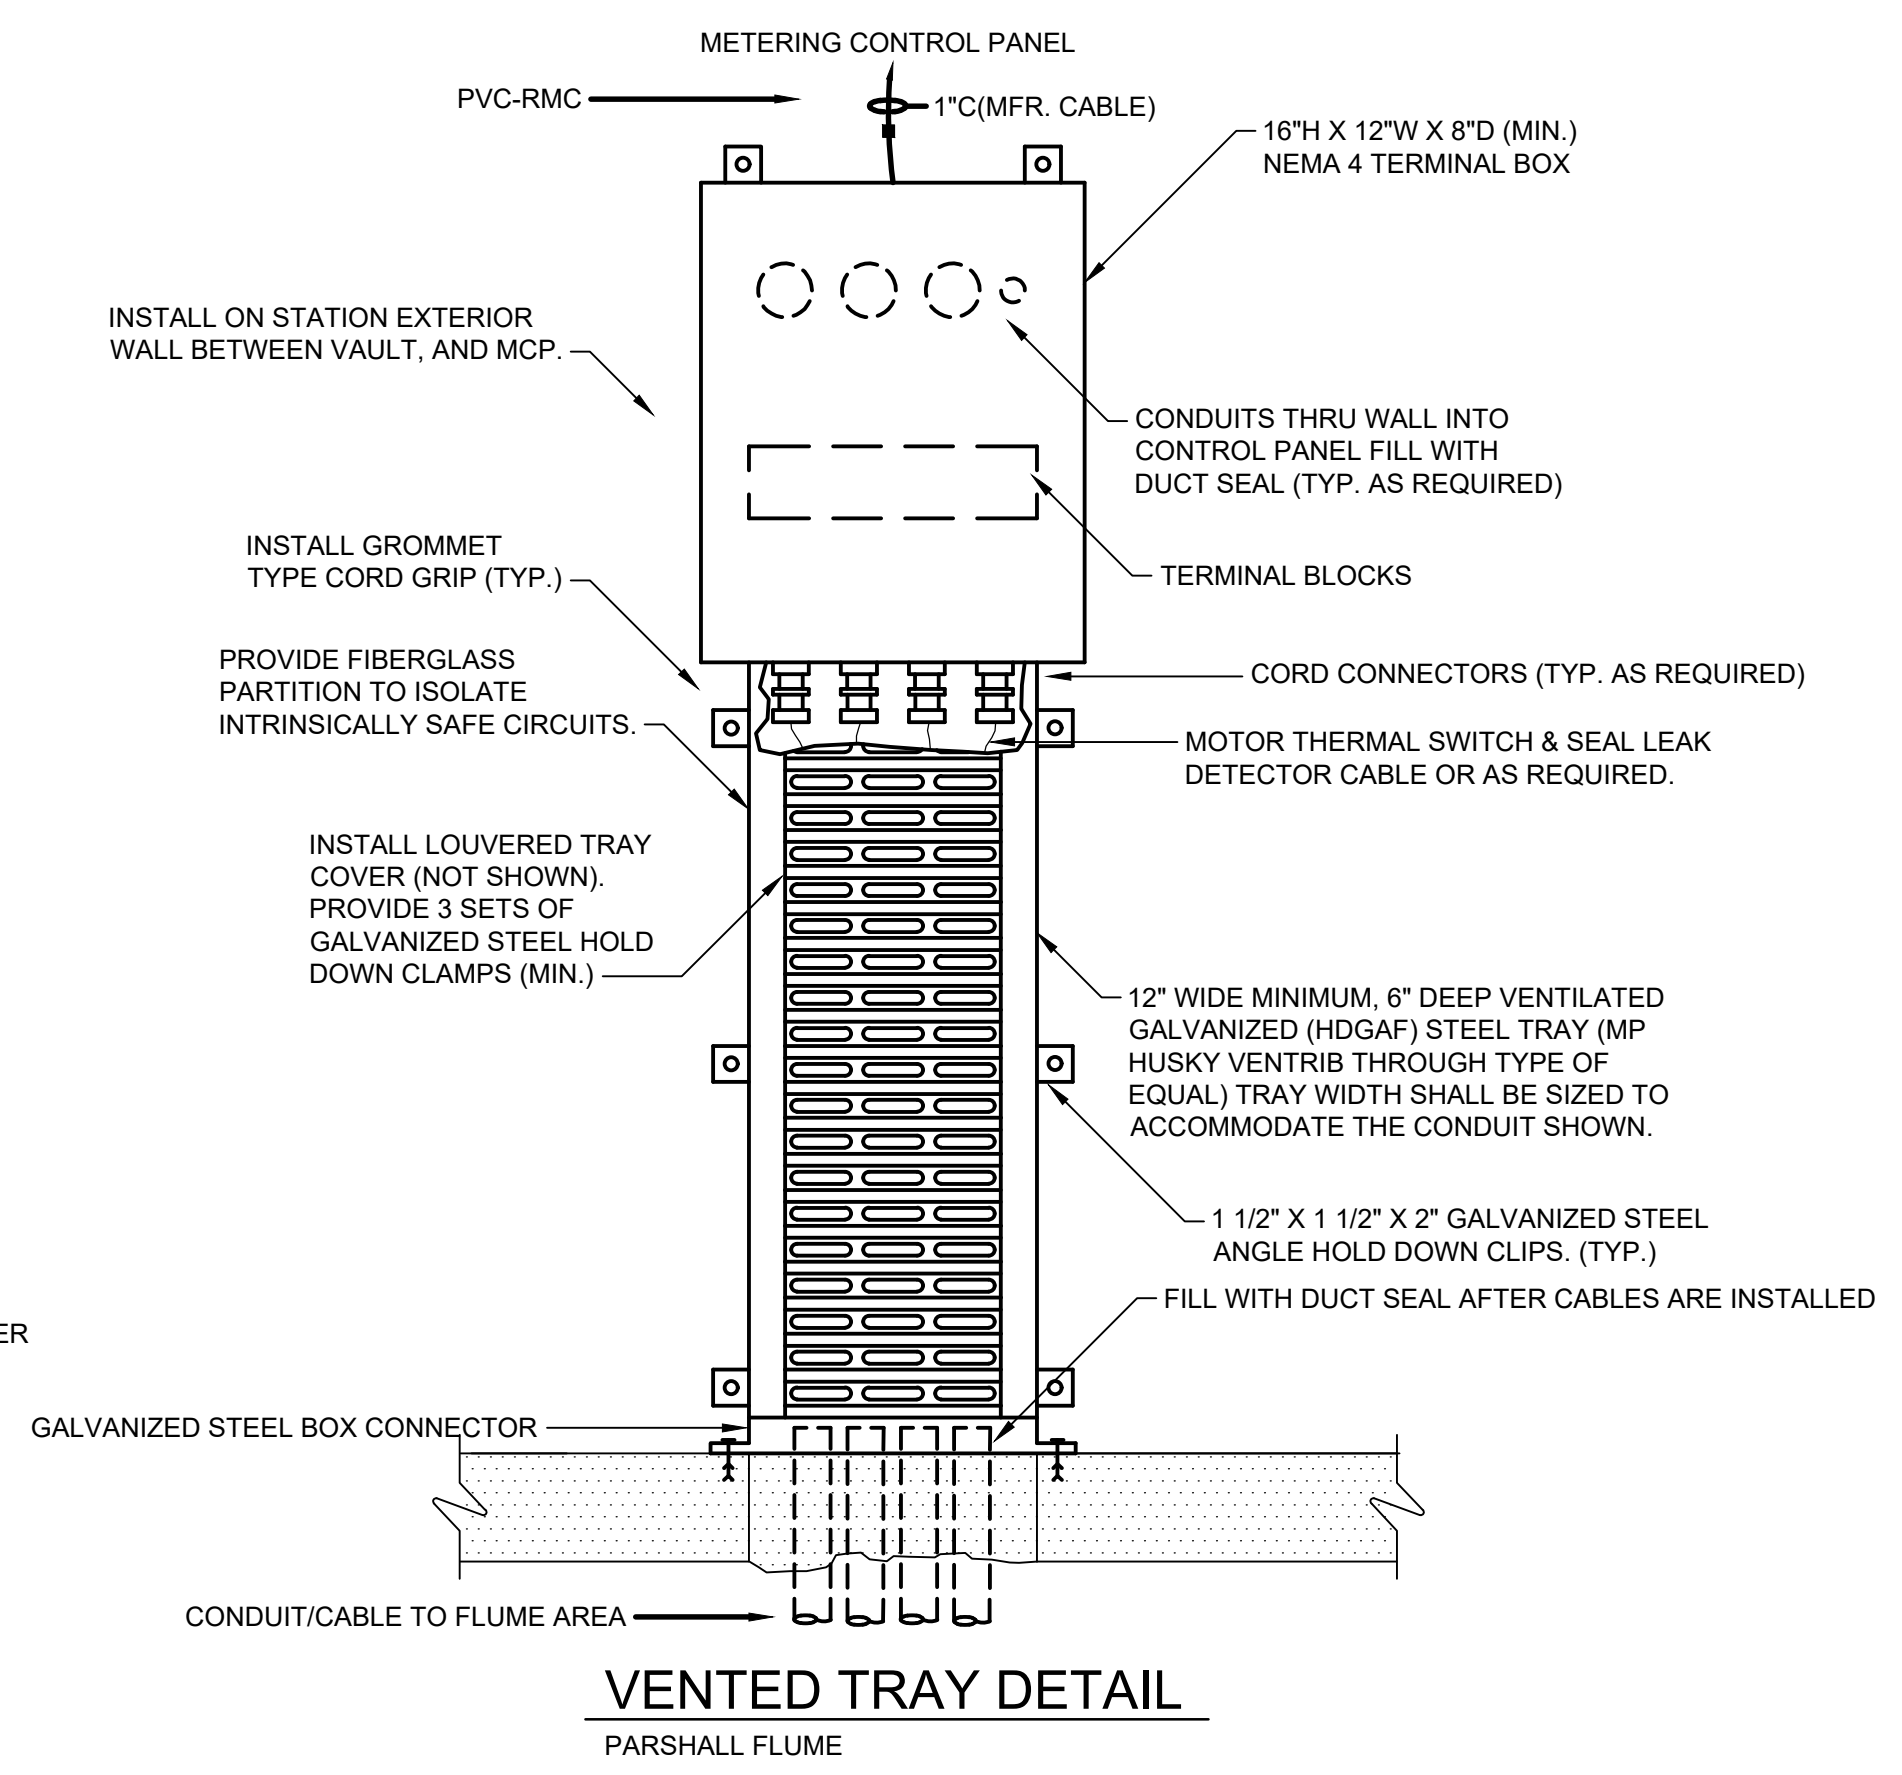 METERING CONTROL PANEL
PVC-RMC
1"C(MFR. CABLE)
16"H X 12"W X 8"D (MIN.)
NEMA 4 TERMINAL BOX
INSTALL ON STATION EXTERIOR
WALL BETWEEN VAULT, AND MCP.
CONDUITS THRU WALL INTO
CONTROL PANEL FILL WITH
DUCT SEAL (TYP. AS REQUIRED)
INSTALL GROMMET
TYPE CORD GRIP (TYP.)
TERMINAL BLOCKS
PROVIDE FIBERGLASS
PARTITION TO ISOLATE
INTRINSICALLY SAFE CIRCUITS.
CORD CONNECTORS (TYP. AS REQUIRED)
MOTOR THERMAL SWITCH & SEAL LEAK
DETECTOR CABLE OR AS REQUIRED.
INSTALL LOUVERED TRAY
COVER (NOT SHOWN).
PROVIDE 3 SETS OF
GALVANIZED STEEL HOLD
DOWN CLAMPS (MIN.)
12" WIDE MINIMUM, 6" DEEP VENTILATED
GALVANIZED (HDGAF) STEEL TRAY (MP
HUSKY VENTRIB THROUGH TYPE OF
EQUAL) TRAY WIDTH SHALL BE SIZED TO
ACCOMMODATE THE CONDUIT SHOWN.
1 1/2" X 1 1/2" X 2" GALVANIZED STEEL
ANGLE HOLD DOWN CLIPS. (TYP.)
FILL WITH DUCT SEAL AFTER CABLES ARE INSTALLED
ER
GALVANIZED STEEL BOX CONNECTOR
CONDUIT/CABLE TO FLUME AREA
VENTED TRAY DETAIL
PARSHALL FLUME